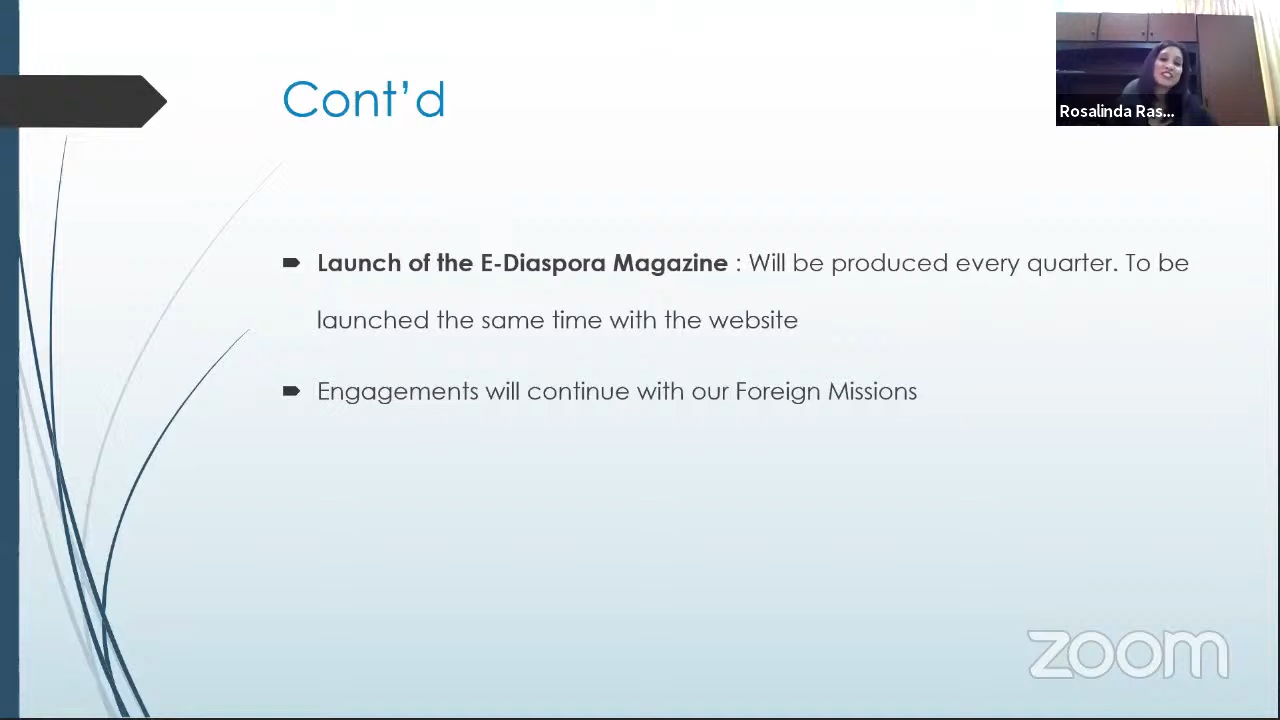 Cont’d
Rosalinda Ras...
Launch of the E-Diaspora Magazine : Will be produced every quarter. To be
launched the same time with the website
Engagements will continue with our Foreign Missions
zoom